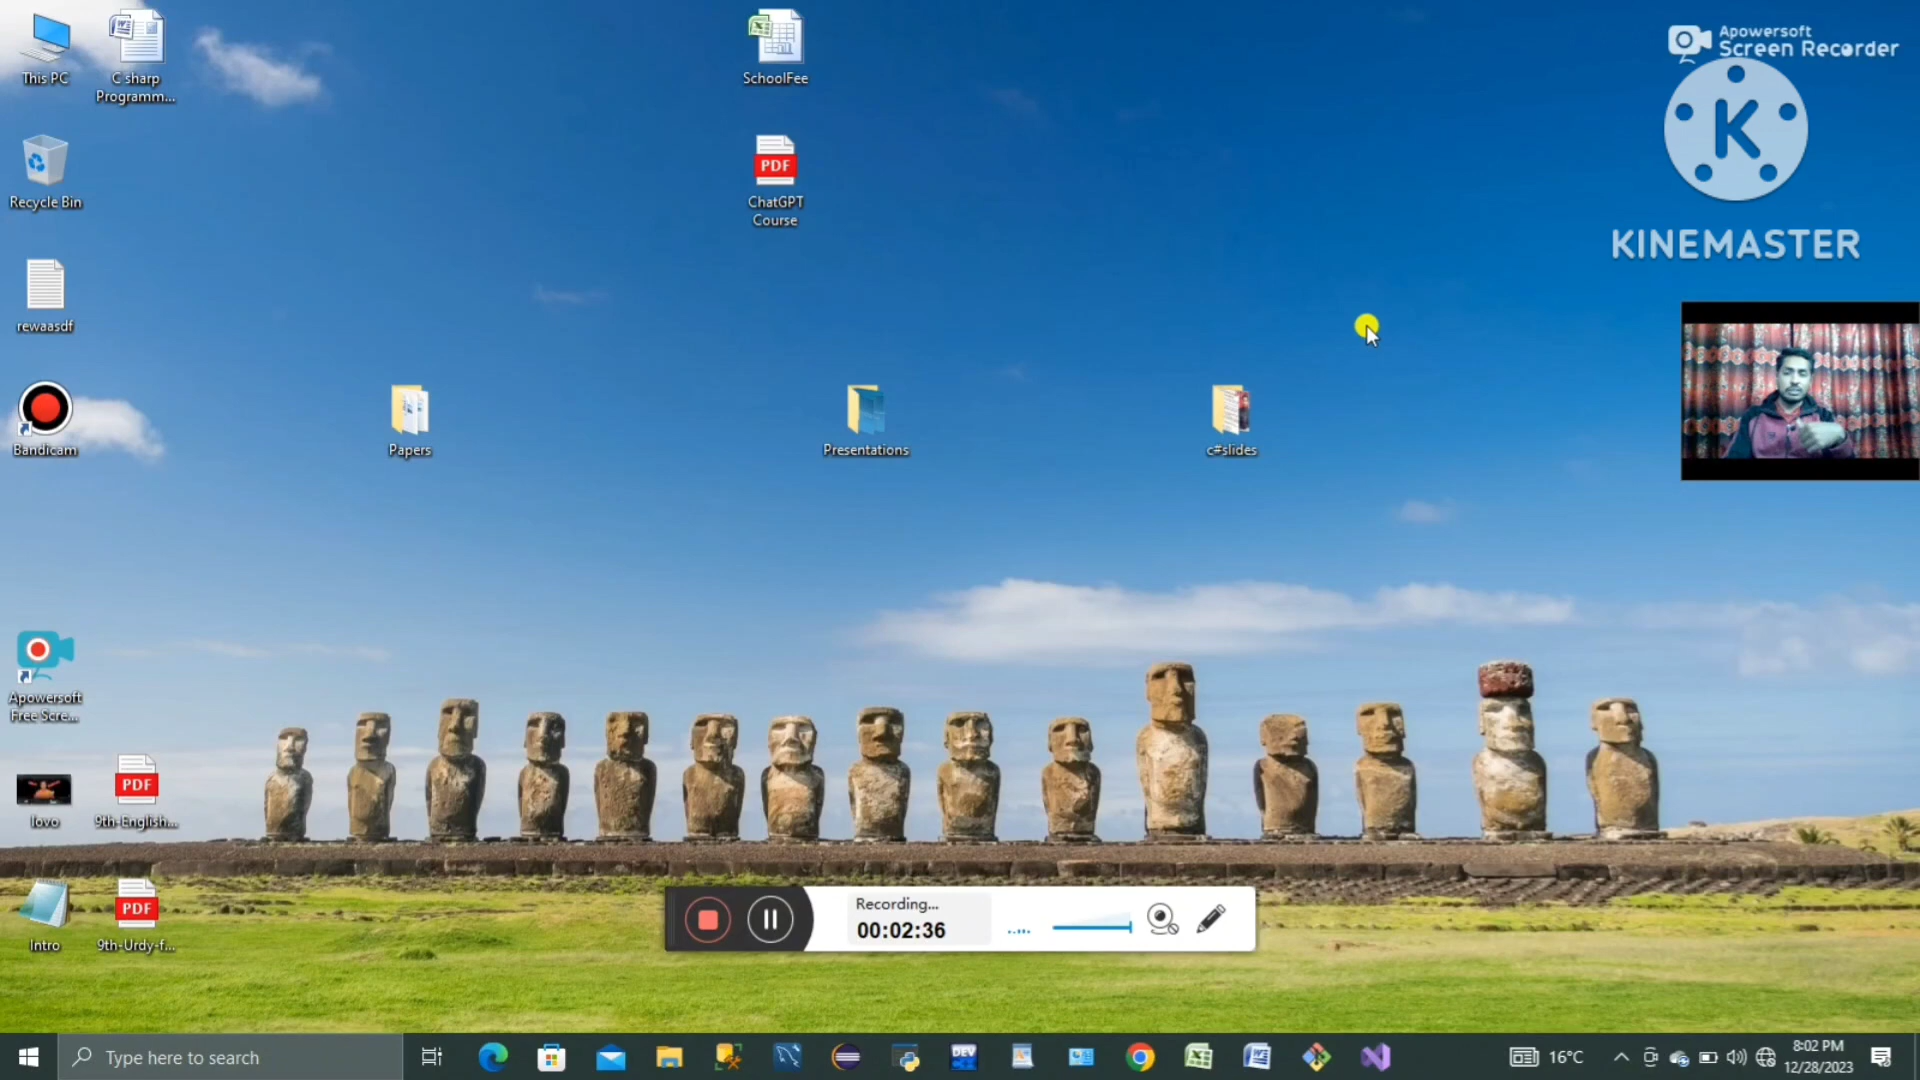 This PC
C sharp
Programm...
SchoolFee
Apowersoft
Screen Recorder
K
KINEMASTER
Recycle Bin
PDF
ChatGPT
Course
rewaasdf
Bandicam
Papers
Presentations
c#slides
Apowersoft
Free Scre...
PDF
9th-English...
PDF
Intro
9th-Urdy-f...
Recording...
00:02:36
Type here to search
DEV
16°C
8:02 PM
12/28/2023